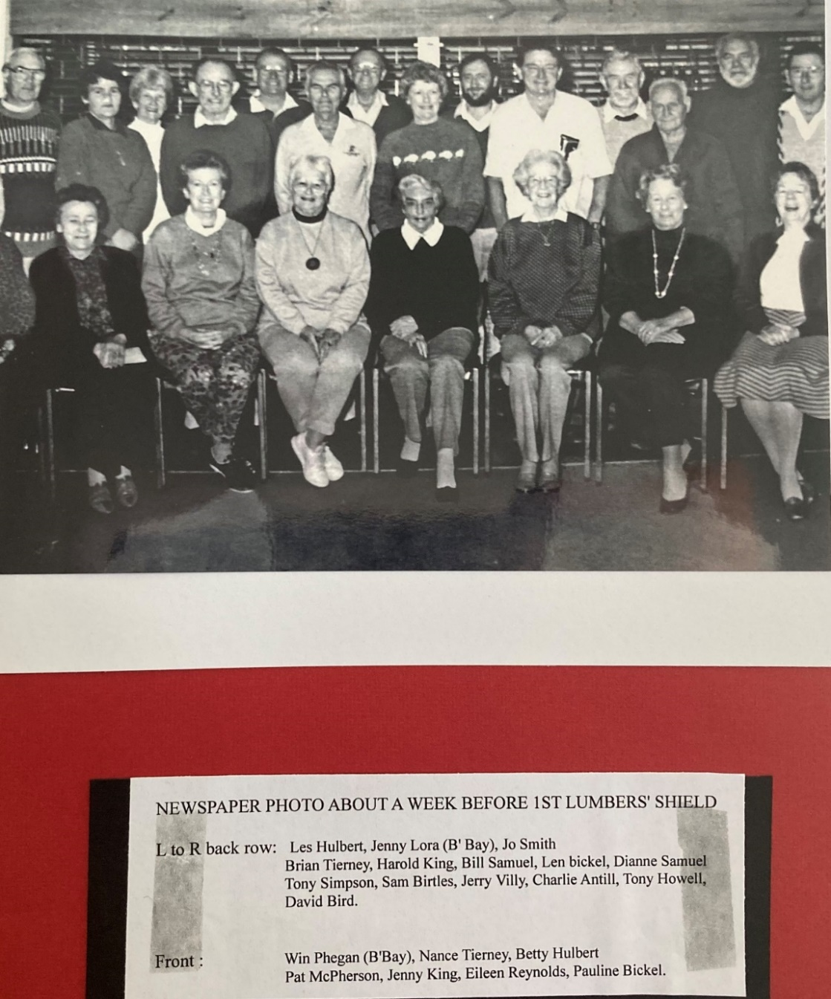 NEWSPAPER PHOTO ABOUT A WEEK BEFORE 1ST LUMBERS' SHIELD
L to R back row: Les Hulbert, Jenny Lora (B' Bay), Jo Smith
Brian Tierney, Harold King, Bill Samuel, Len bickel, Dianne Samuel
Tony Simpson, Sam Birtles, Jerry Villy, Charlie Antill, Tony Howell,
David Bird.
Front : Win Phegan (B'Bay), Nance Tierney, Betty Hulbert
Pat McPherson, Jenny King, Eileen Reynolds, Pauline Bickel.